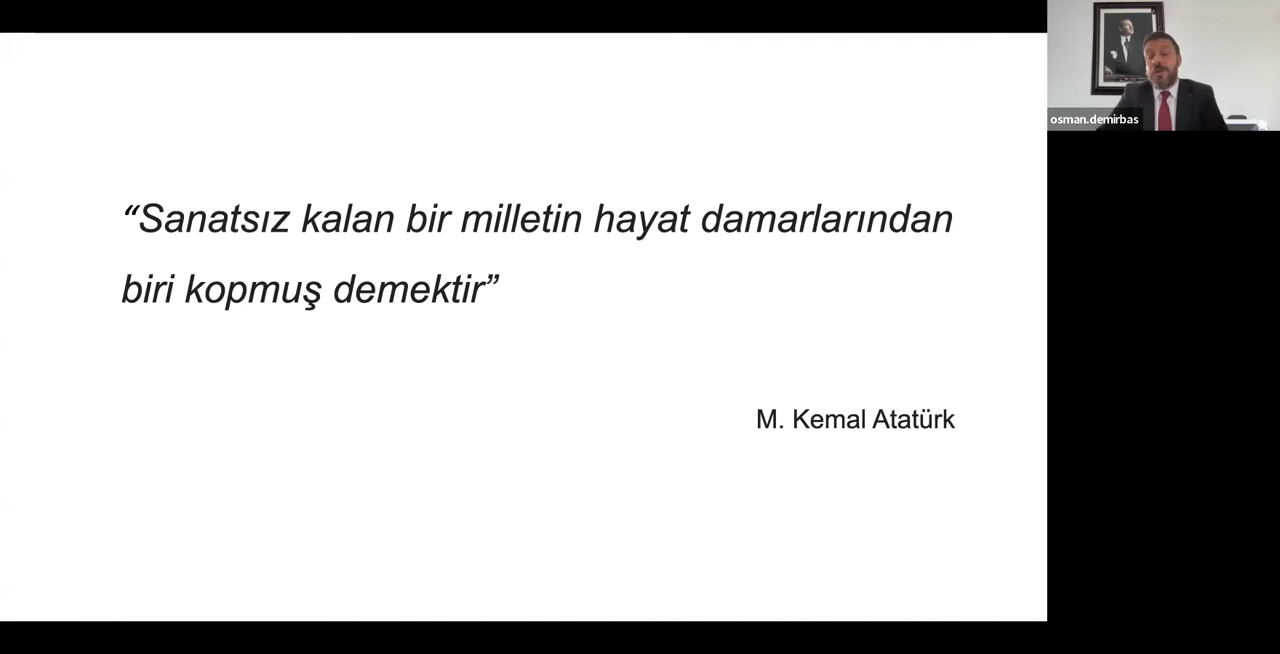 “Sanatsız kalan bir milletin hayat damarlarından
biri kopmuş demektir”
M. Kemal Atatürk
osman.demirbas